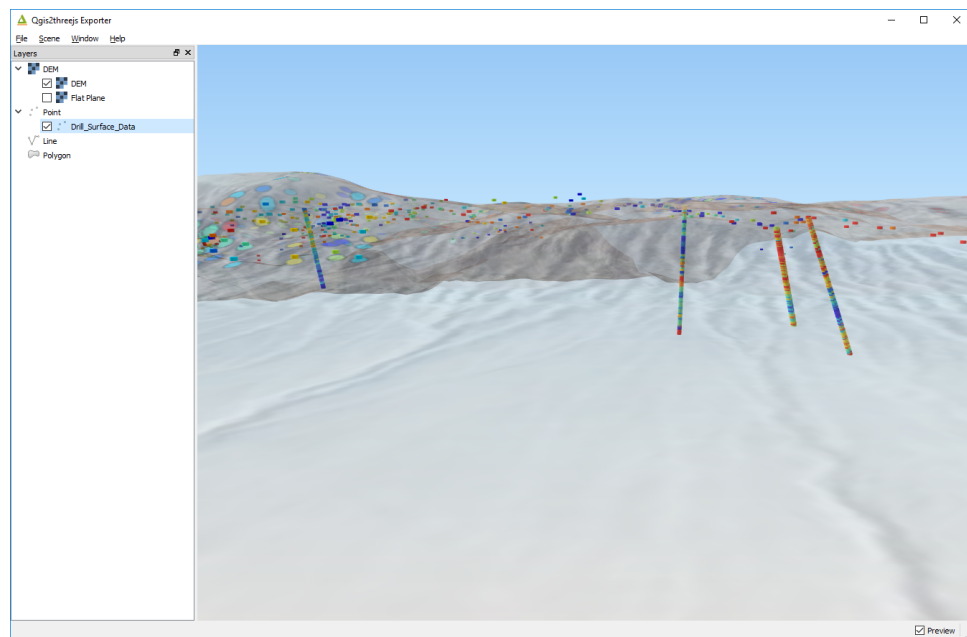 Qgis2threejs Exporter
File Scene Window Help
Layers
DEM
DEM
Flat Plane
Point
Drill_Surface_Data
Line
Polygon
Preview